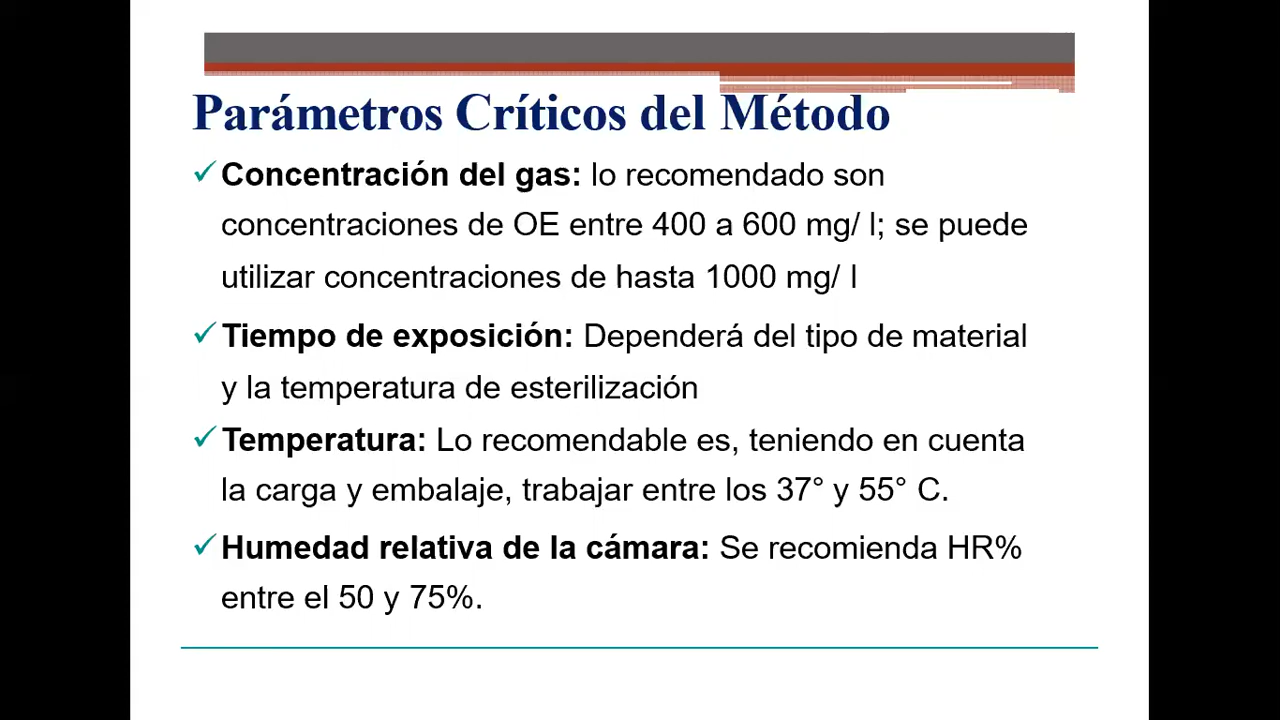 Parámetros Críticos del Método
✓Concentración del gas: lo recomendado son
concentraciones de OE entre 400 a 600 mg/ l; se puede
utilizar concentraciones de hasta 1000 mg/ l
✓Tiempo de exposición: Dependerá del tipo de material
y la temperatura de esterilización
✓Temperatura: Lo recomendable es, teniendo en cuenta
la carga y embalaje, trabajar entre los 37° y 55° C.
✓Humedad relativa de la cámara: Se recomienda HR%
entre el 50 y 75%.